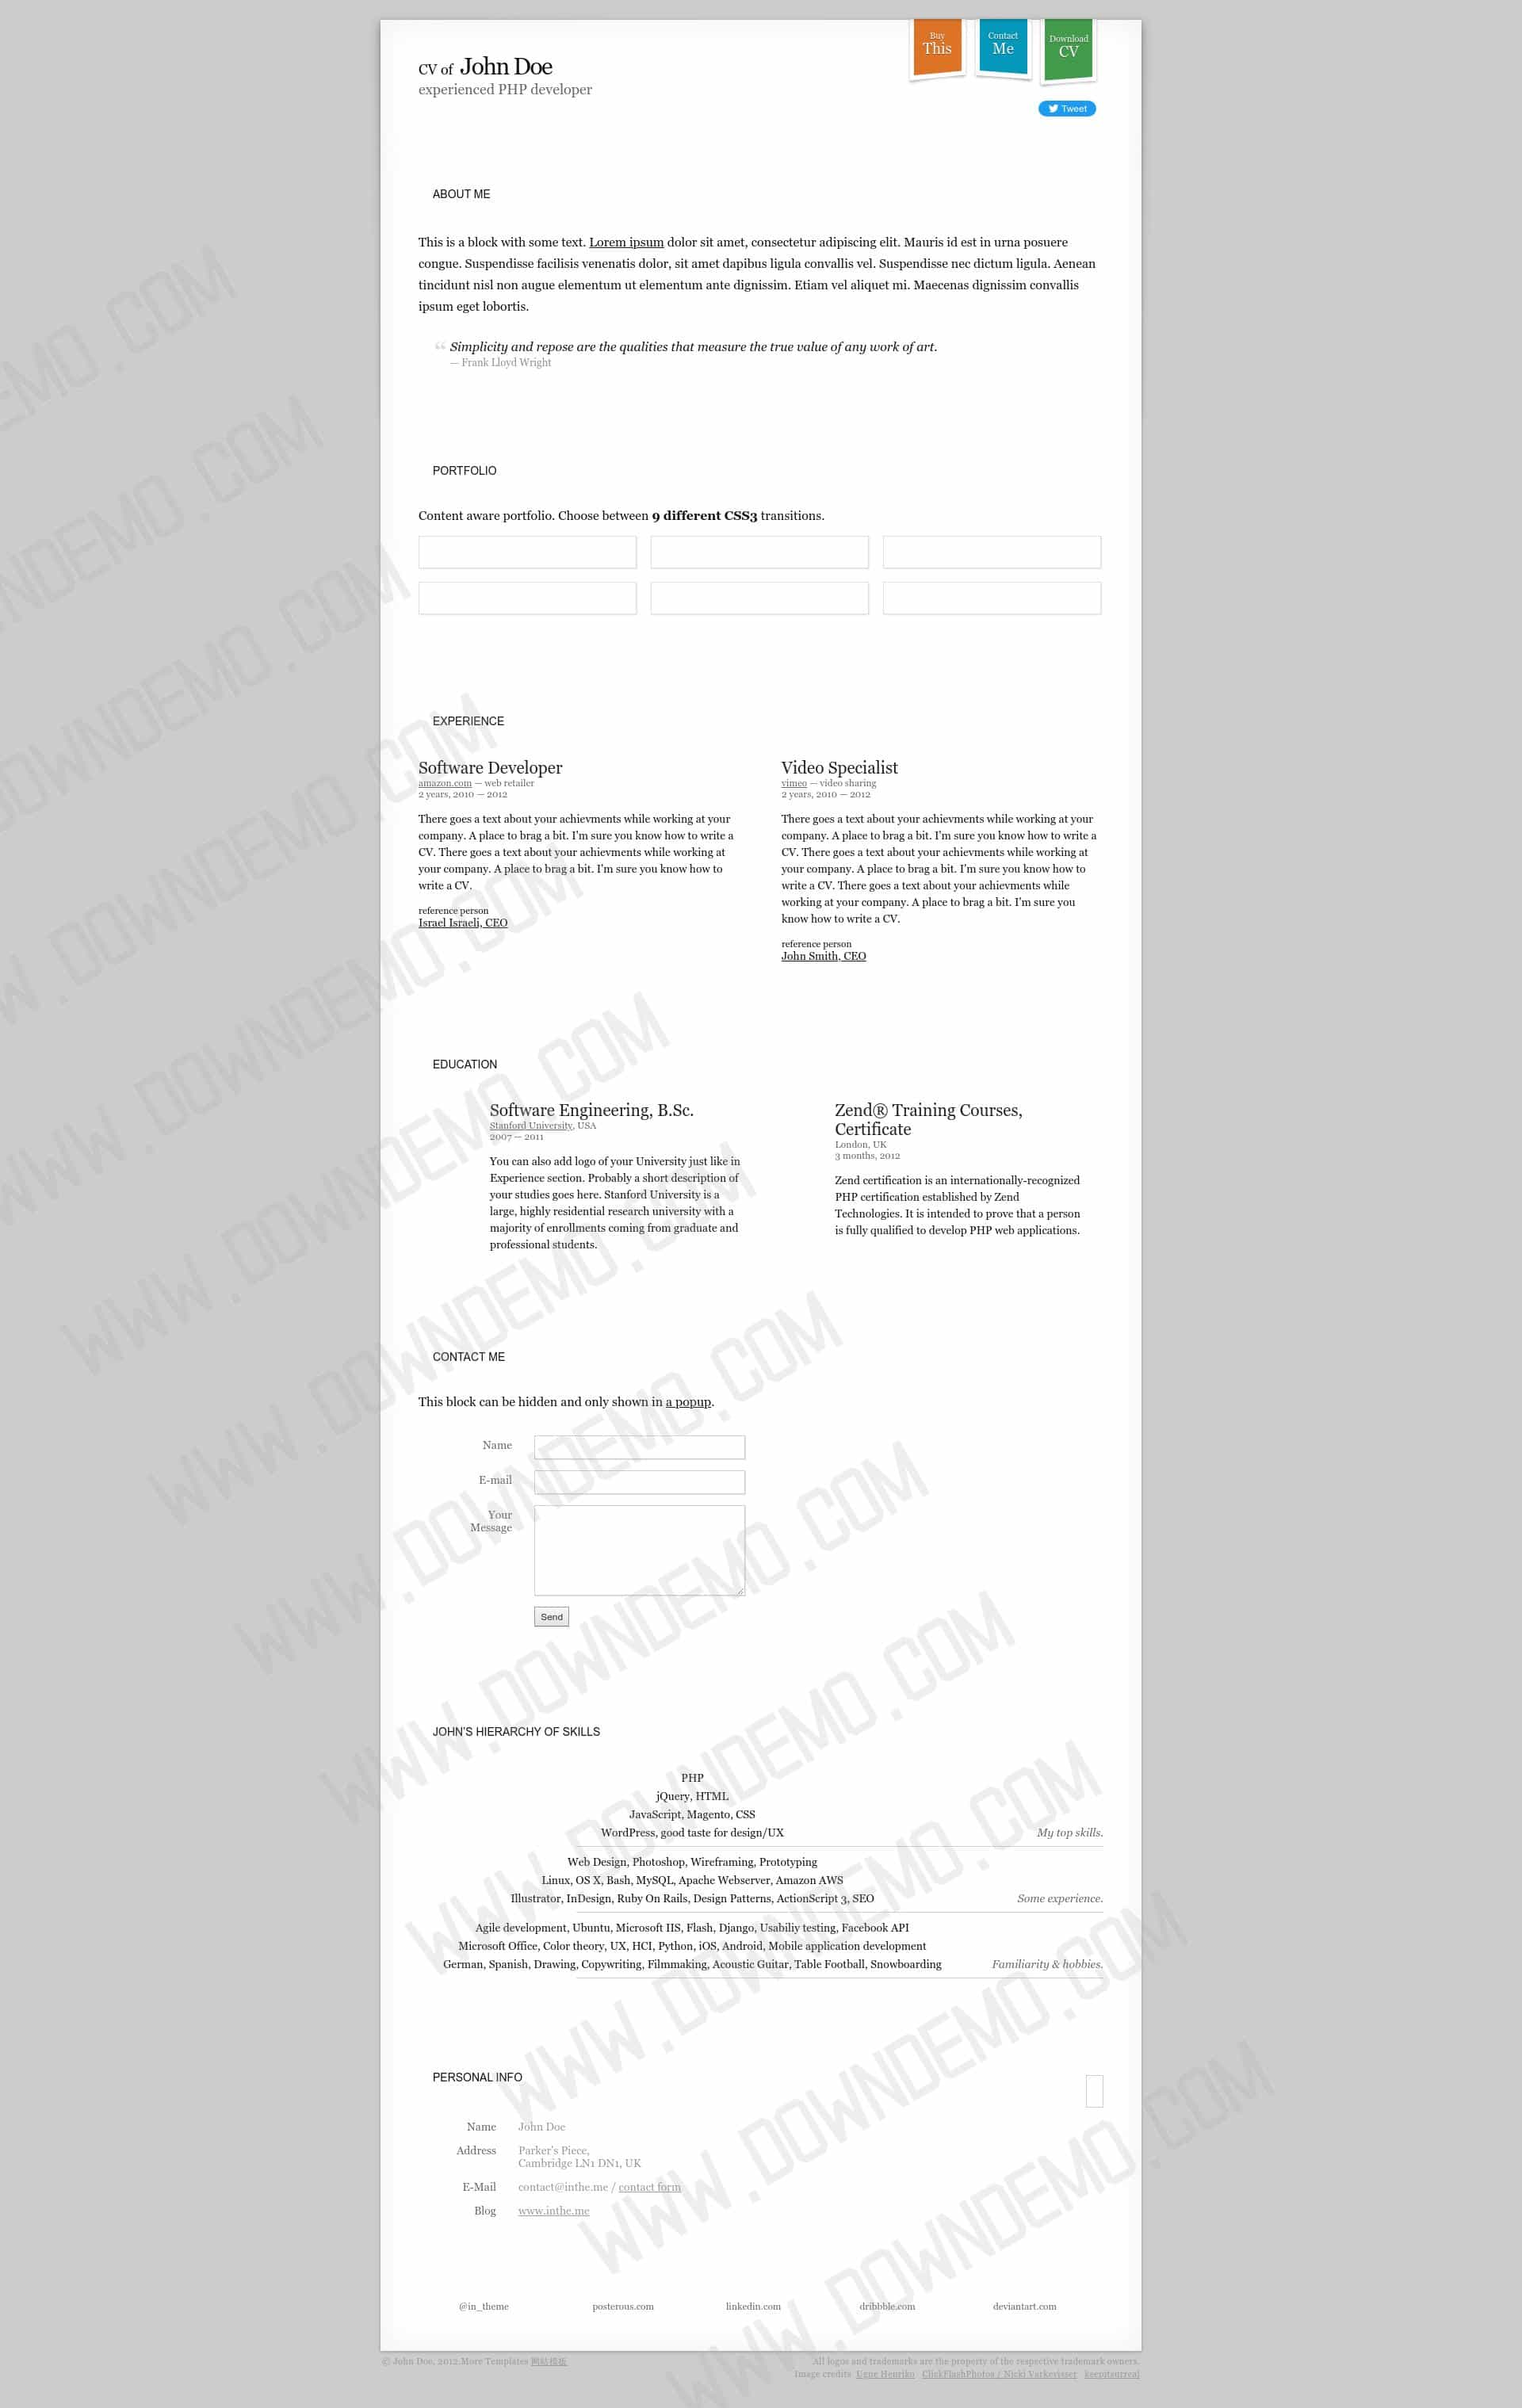 CV of John Doe
experienced PHP developer
Buy
This
Contact
Me
Download
CV
Tweet
ABOUT ME
This is a block with some text. Lorem ipsum dolor sit amet, consectetur adipiscing elit. Mauris id est in urna posuere
congue. Suspendisse facilisis venenatis dolor, sit amet dapibus ligula convallis vel. Suspendisse nec dictum ligula. Aenean
tincidunt nisl non augue elementum ut elementum ante dignissim. Etiam vel aliquet mi. Maecenas dignissim convallis
ipsum eget lobortis.
“ Simplicity and repose are the qualities that measure the true value of any work of art.
— Frank Lloyd Wright
PORTFOLIO
Content aware portfolio. Choose between 9 different CSS3 transitions.
EXPERIENCE
Software Developer
amazon.com — web retailer
2 years, 2010 — 2012
There goes a text about your achievments while working at your
company. A place to brag a bit. I'm sure you know how to write a
CV. There goes a text about your achievments while working at
your company. A place to brag a bit. I'm sure you know how to
write a CV.
reference person
Israel Israeli, CEO
Video Specialist
vimeo — video sharing
2 years, 2010 — 2012
There goes a text about your achievments while working at your
company. A place to brag a bit. I'm sure you know how to write a
CV. There goes a text about your achievments while working at
your company. A place to brag a bit. I'm sure you know how to
write a CV. There goes a text about your achievments while
working at your company. A place to brag a bit. I'm sure you
know how to write a CV.
reference person
John Smith, CEO
EDUCATION
Software Engineering, B.Sc.
Stanford University, USA
2007 — 2011
You can also add logo of your University just like in
Experience section. Probably a short description of
your studies goes here. Stanford University is a
large, highly residential research university with a
majority of enrollments coming from graduate and
professional students.
Zend® Training Courses,
Certificate
London, UK
3 months, 2012
Zend certification is an internationally-recognized
PHP certification established by Zend
Technologies. It is intended to prove that a person
is fully qualified to develop PHP web applications.
CONTACT ME
This block can be hidden and only shown in a popup.
Name
E-mail
Your
Message
Send
JOHN'S HIERARCHY OF SKILLS
PHP
jQuery, HTML
JavaScript, Magento, CSS
WordPress, good taste for design/UX
My top skills.
Web Design, Photoshop, Wireframing, Prototyping
Linux, OS X, Bash, MySQL, Apache Webserver, Amazon AWS
Illustrator, InDesign, Ruby On Rails, Design Patterns, ActionScript 3, SEO
Some experience.
Agile development, Ubuntu, Microsoft IIS, Flash, Django, Usabiliy testing, Facebook API
Microsoft Office, Color theory, UX, HCI, Python, iOS, Android, Mobile application development
German, Spanish, Drawing, Copywriting, Filmmaking, Acoustic Guitar, Table Football, Snowboarding
Familiarity & hobbies.
PERSONAL INFO
Name John Doe
Address Parker's Piece,
Cambridge LN1 DN1, UK
E-Mail contact@inthe.me / contact form
Blog www.inthe.me
@in_theme posterous.com linkedin.com dribbble.com deviantart.com
© John Doe, 2012.More Templates 网站模板
All logos and trademarks are the property of the respective trademark owners.
Image credits Ugne Henriko ClickFlashPhotos / Nicki Varkevisser keepitsurreal
WWW.DOWNDEMO.COM